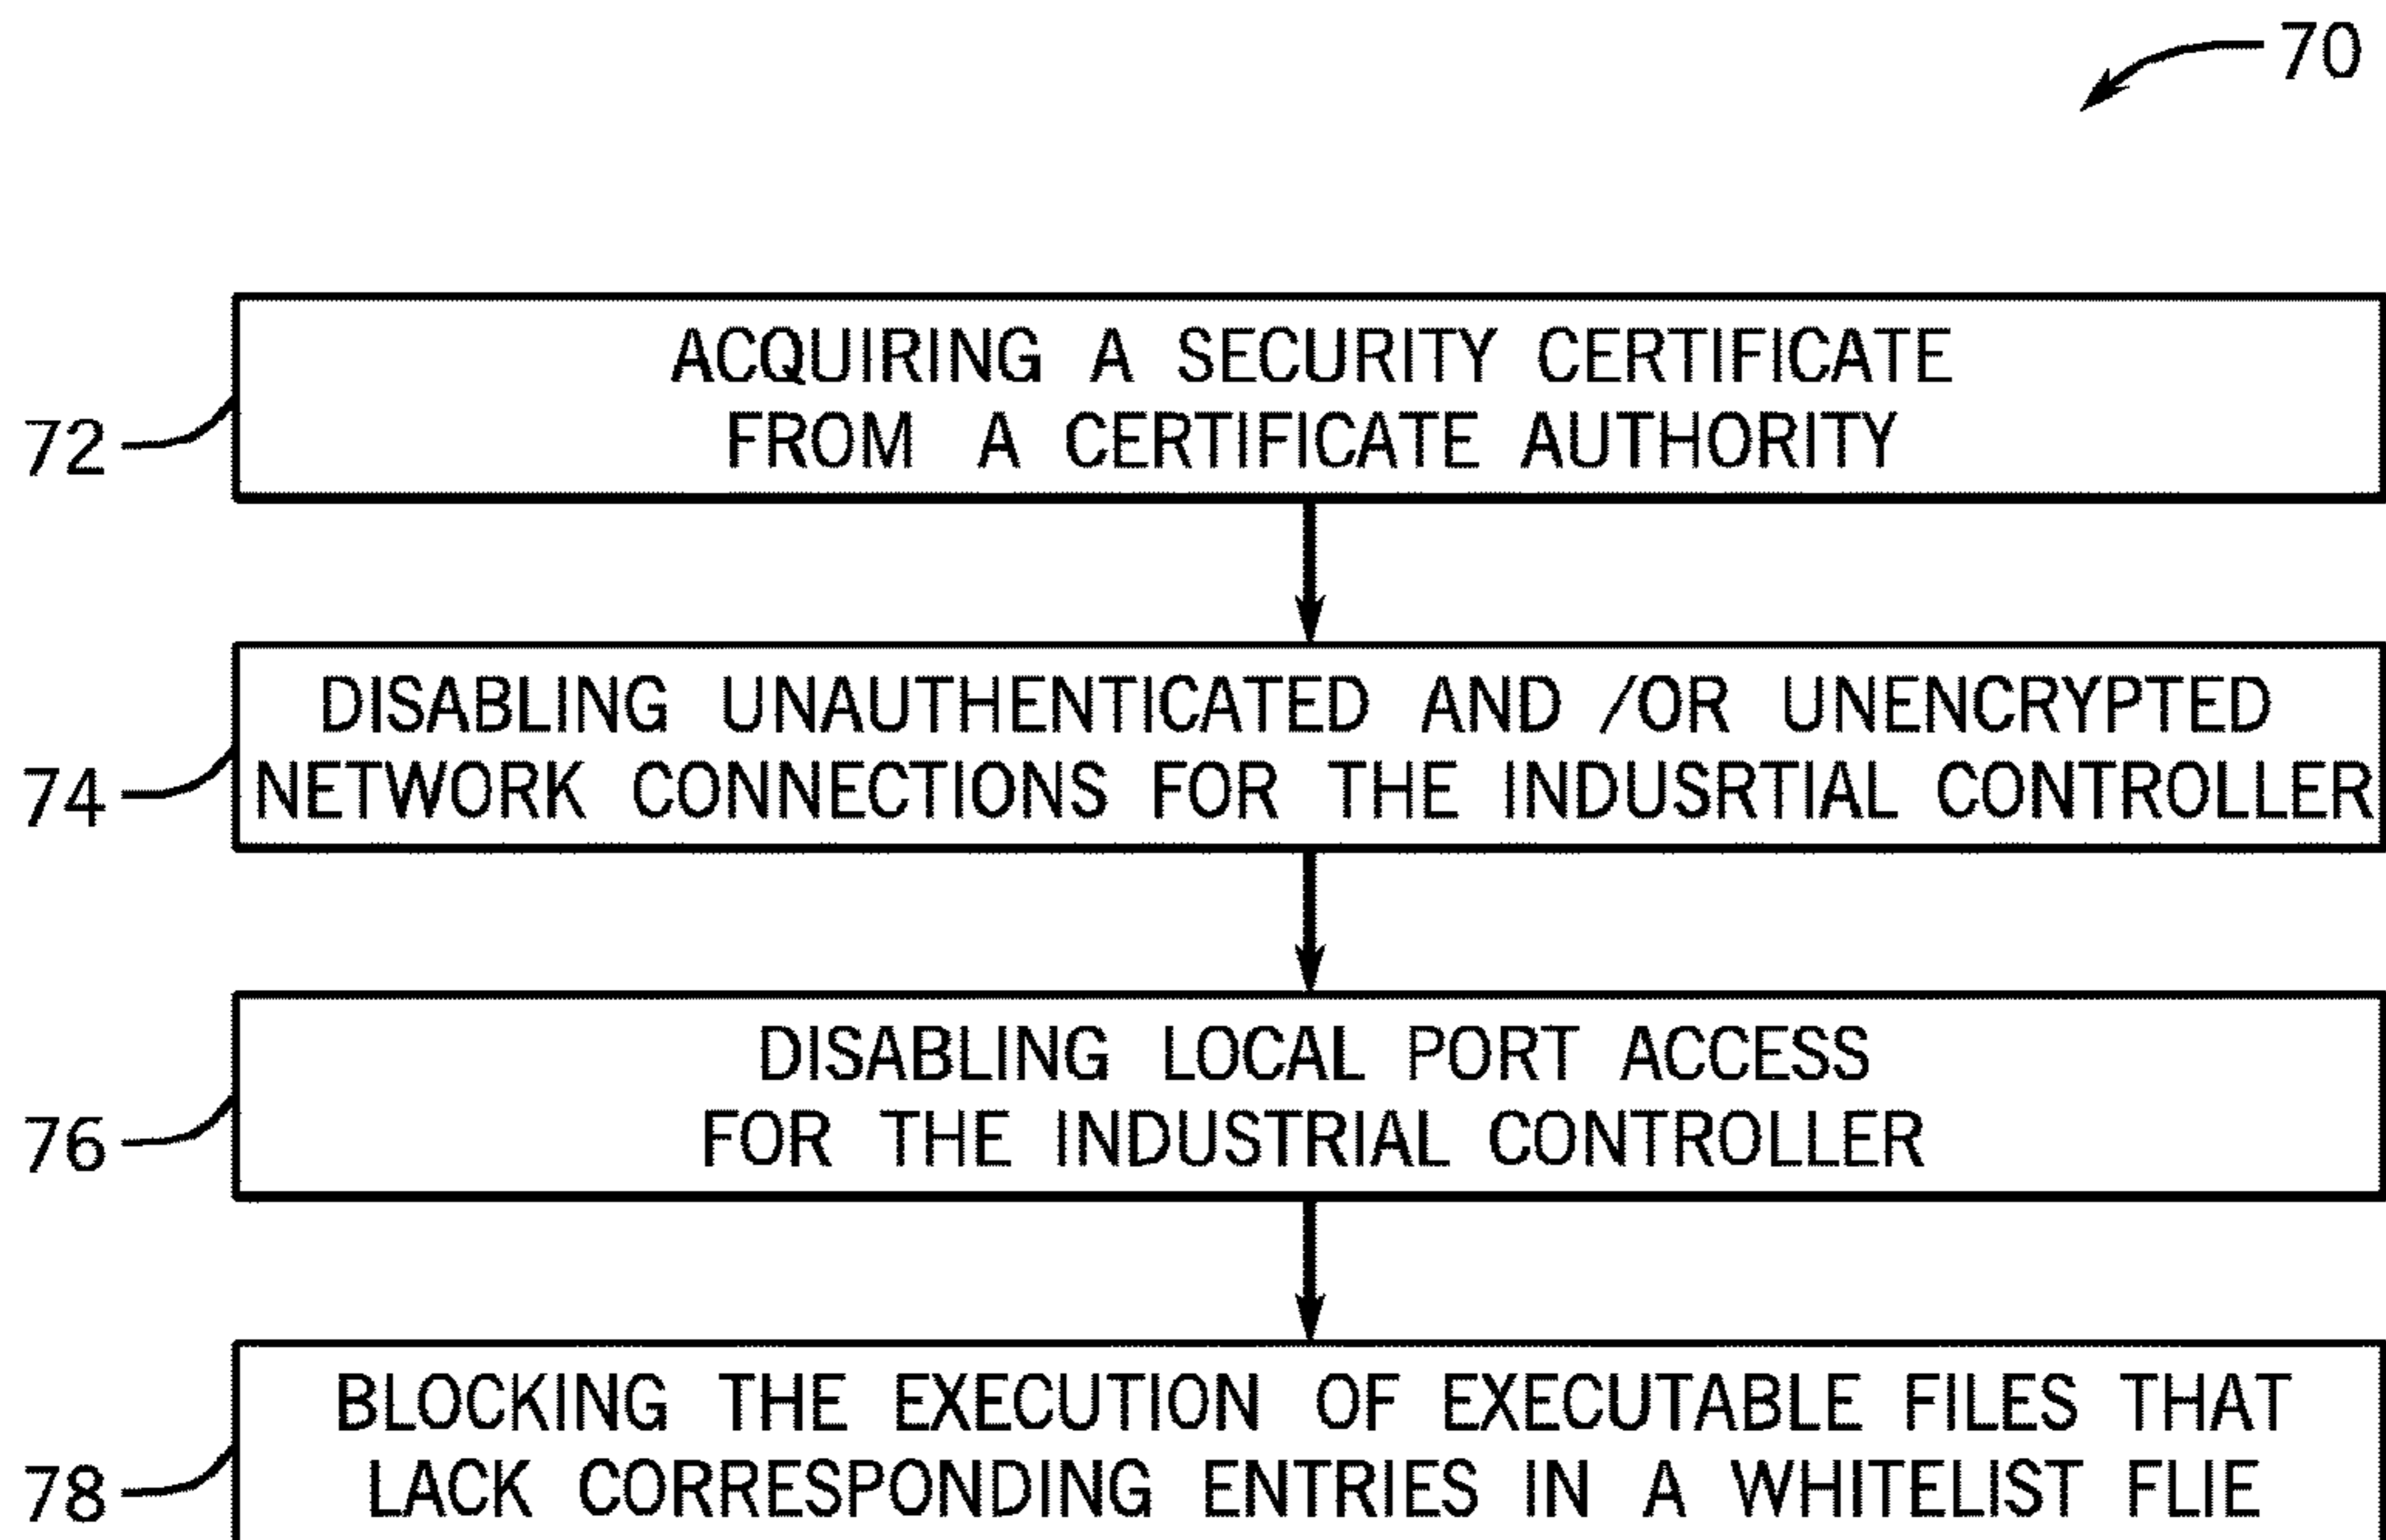 70
ACQUIRING A SECURITY CERTIFICATE
FROM A CERTIFICATE AUTHORITY
72
DISABLING UNAUTHENTICATED AND /OR UNENCRYPTED
NETWORK CONNECTIONS FOR THE INDUSRTIAL CONTROLLER
74
DISABLING LOCAL PORT ACCESS
FOR THE INDUSTRIAL CONTROLLER
76
BLOCKING THE EXECUTION OF EXECUTABLE FILES THAT
LACK CORRESPONDING ENTRIES IN A WHITELIST FLIE
78